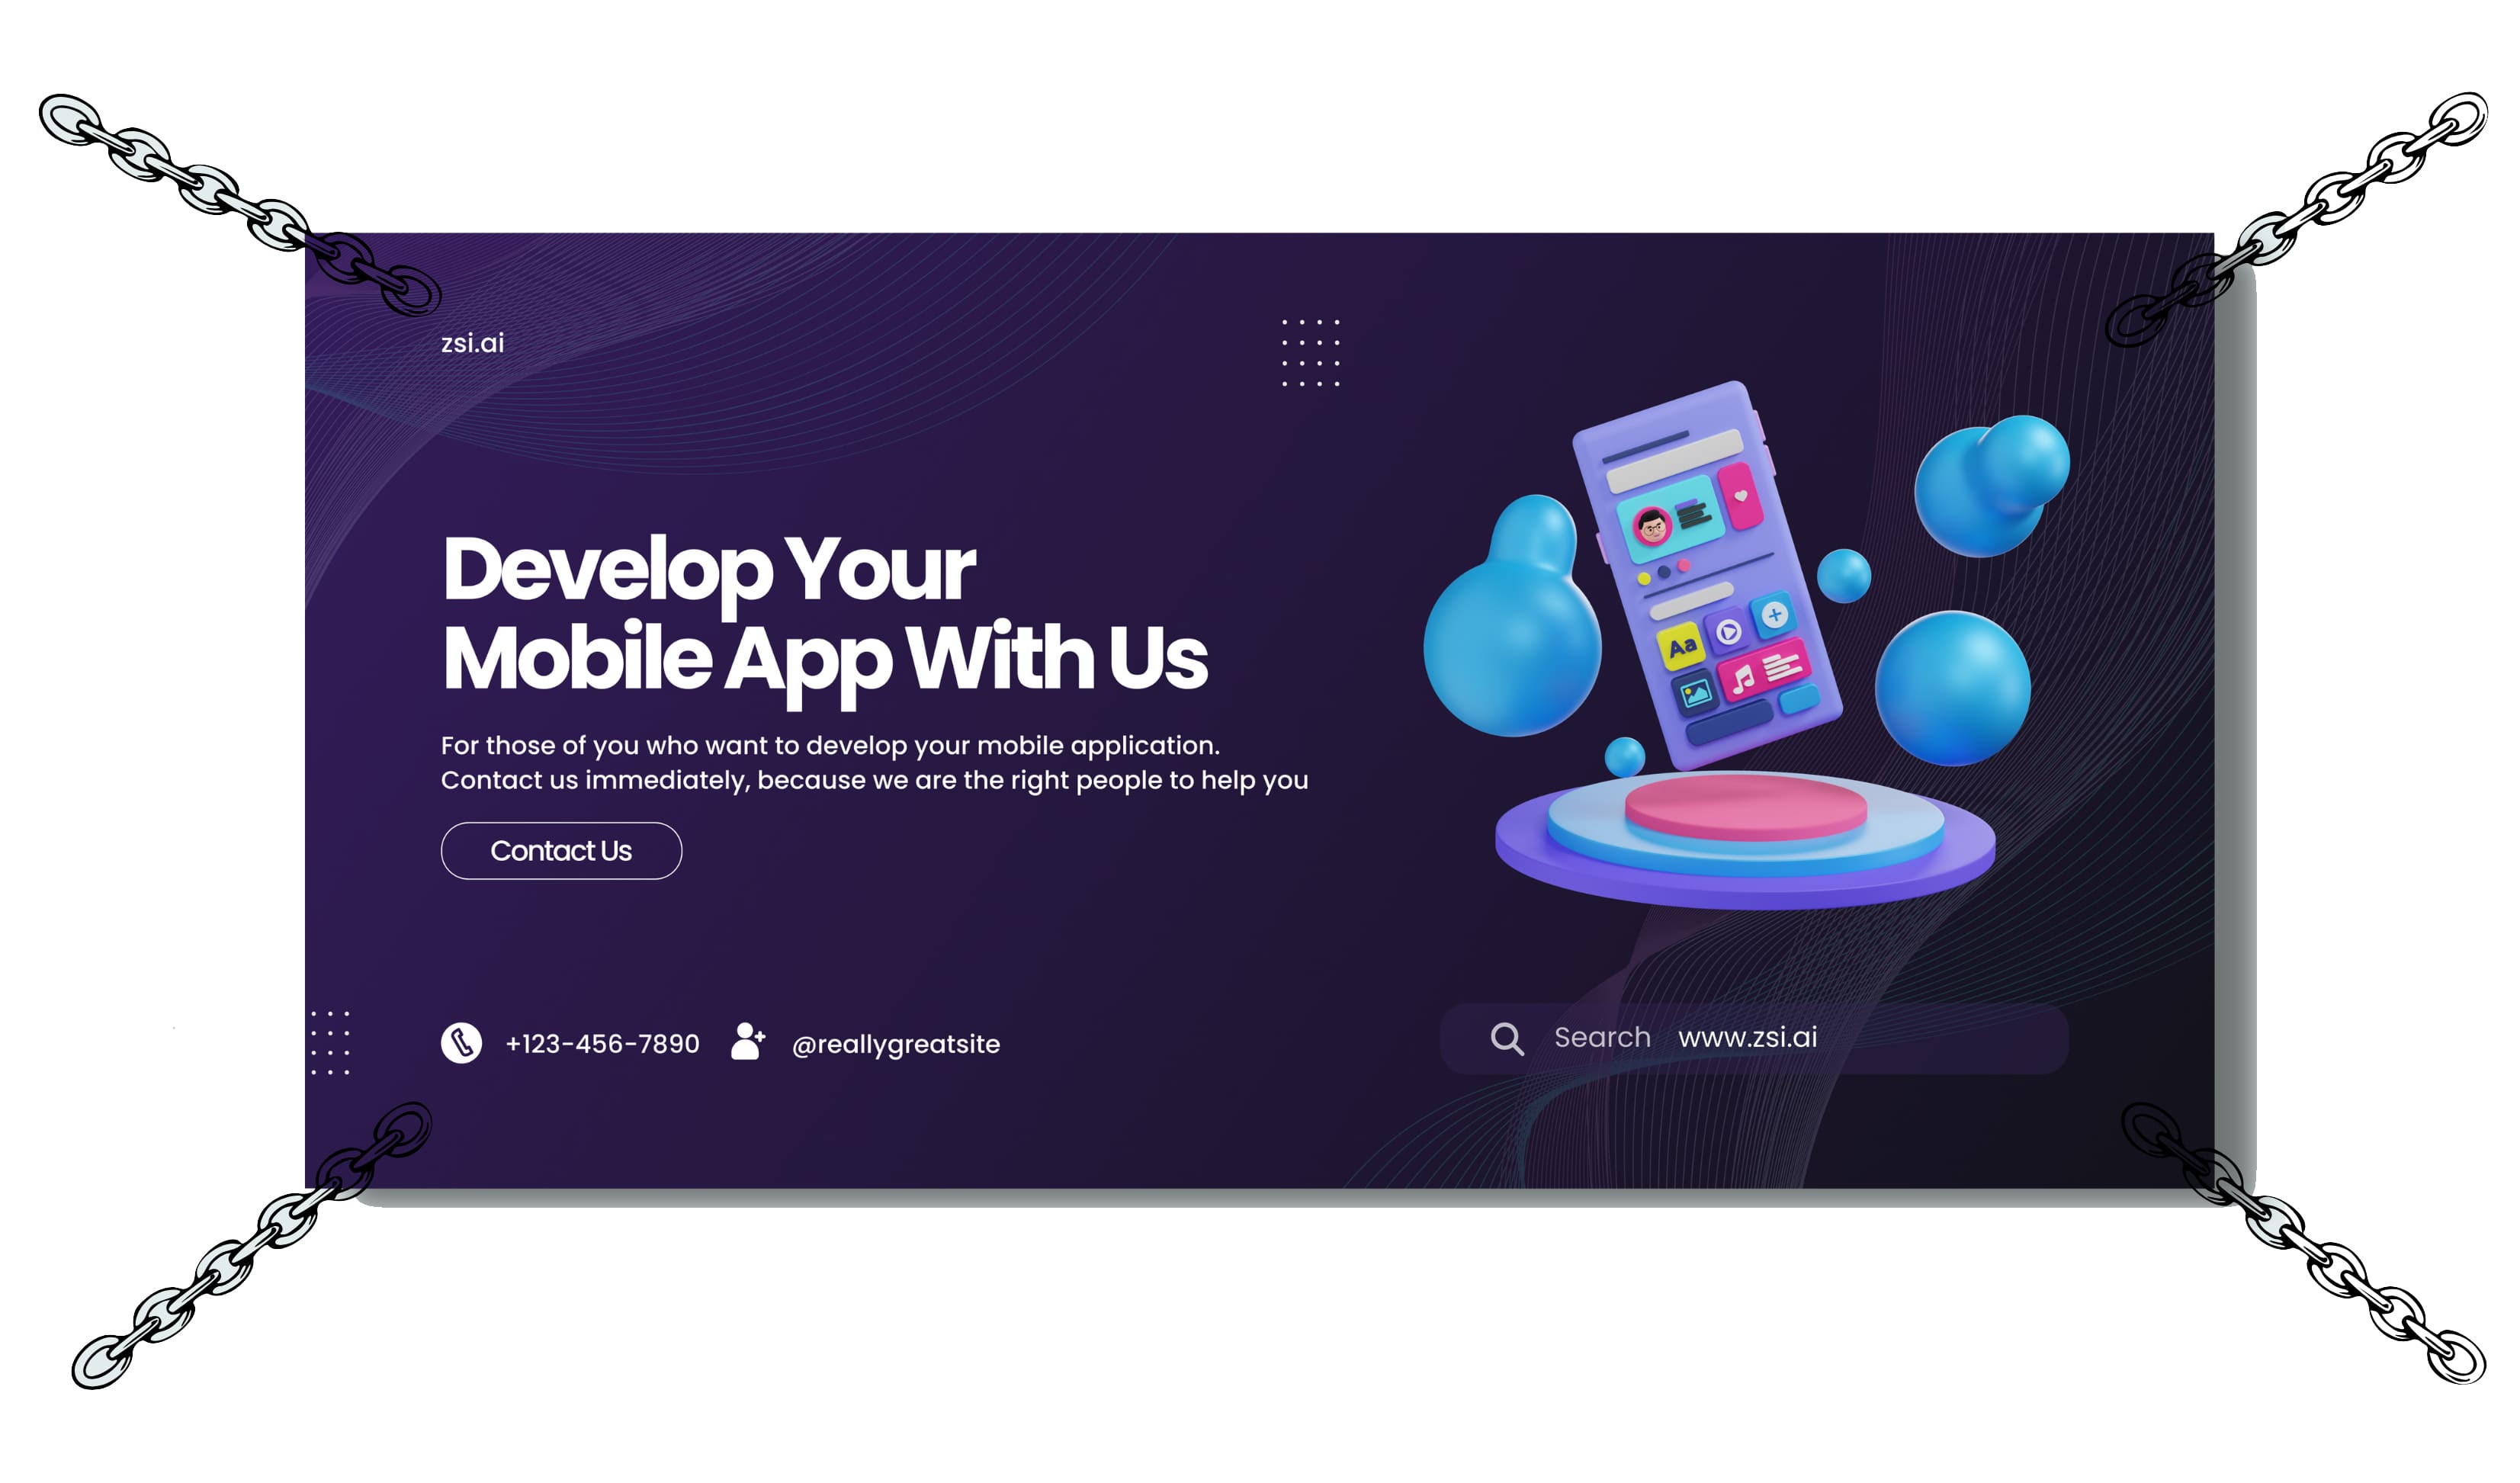 zsi.ai
Develop Your
Mobile App With Us
For those of you who want to develop your mobile application.
Contact us immediately, because we are the right people to help you
Contact Us
+123-456-7890 @reallygreatsite
Search www.zsi.ai
Aa